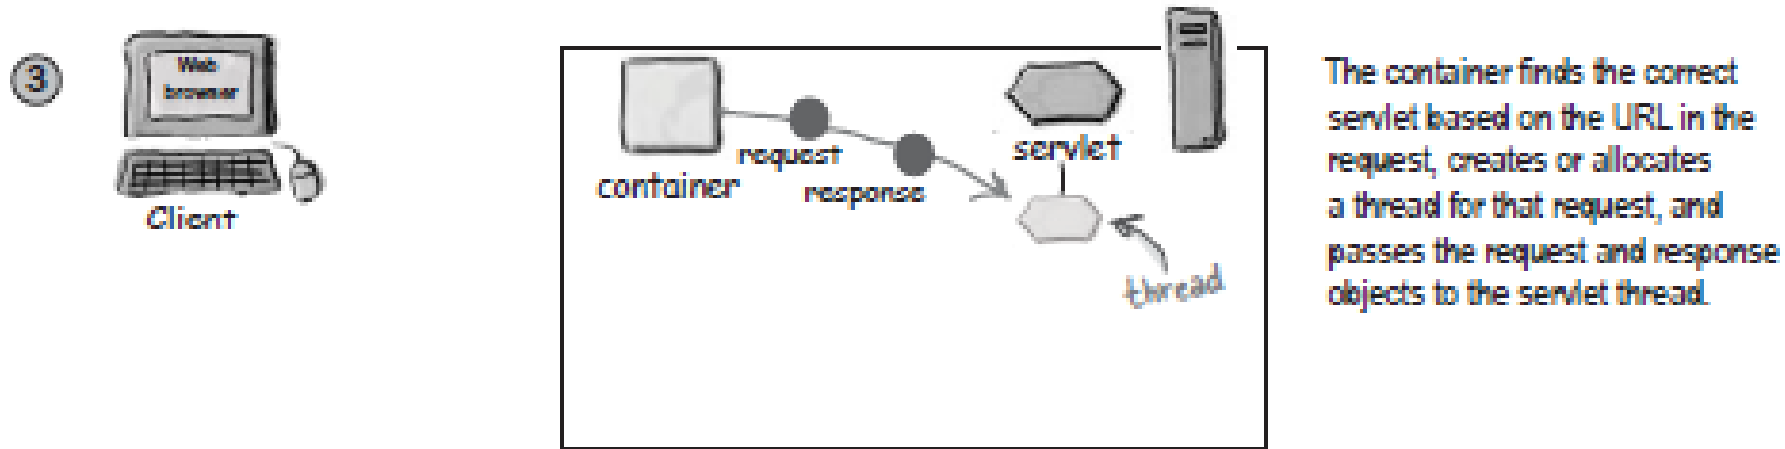 3
Web
browser
Client
container
request
response
servlet
thread
The container finds the correct
servlet based on the URL in the
request, creates or allocates
a thread for that request, and
passes the request and response
objects to the servlet thread.